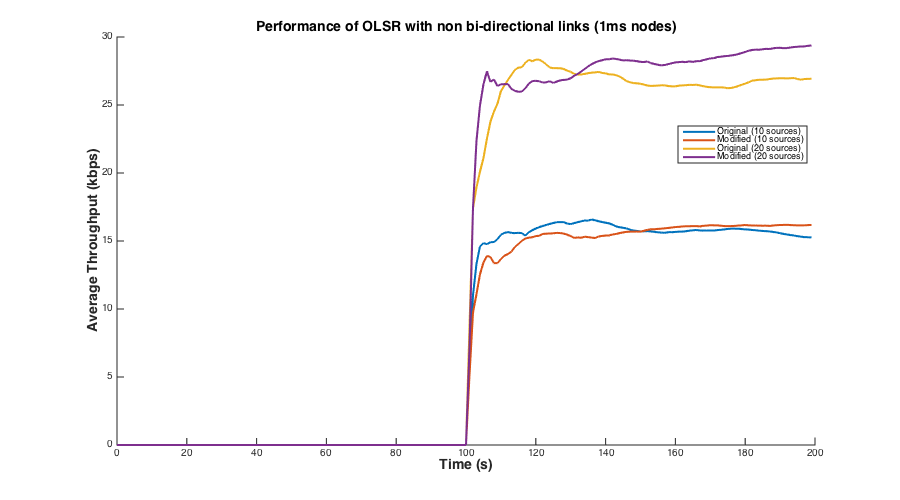 Performance of OLSR with non bi-directional links (1ms nodes)
Average Throughput (kbps)
30
25
20
15
10
5
0
Original (10 sources)
Modified (10 sources)
Original (20 sources)
Modified (20 sources)
0 20 40 60 80 100 120 140 160 180 200
Time (s)